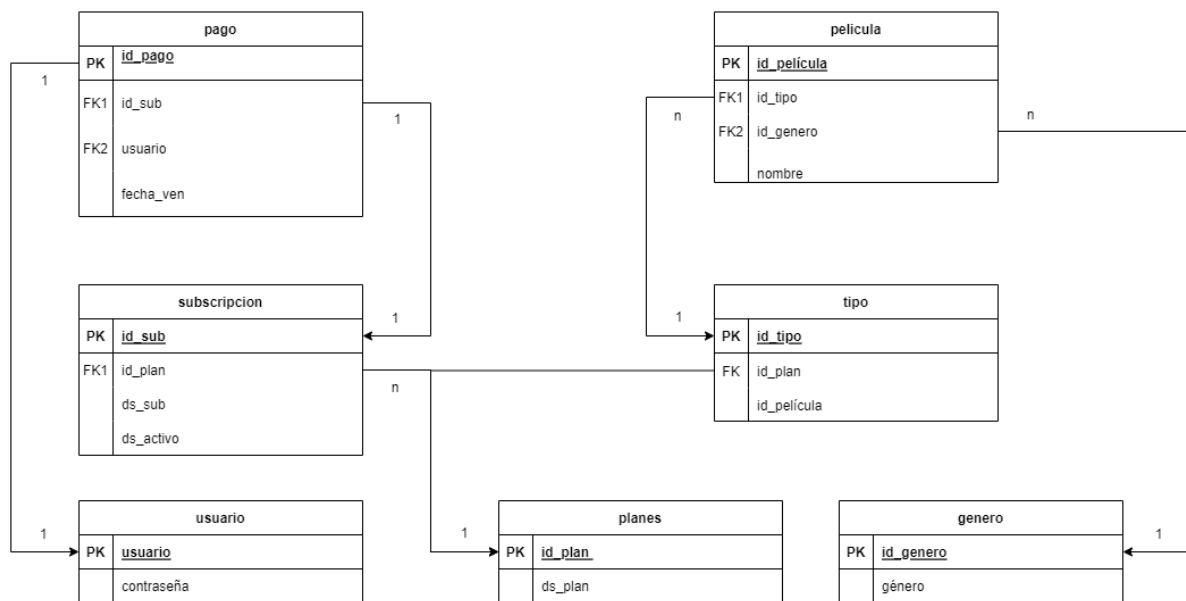 pago
PK id_pago
FK1 id_sub
FK2 usuario
fecha_ven
pelicula
PK id_película
FK1 id_tipo
FK2 id_genero
nombre
1
1
n
n
subscripcion
PK id_sub
FK1 id_plan
ds_sub
ds_activo
1
n
tipo
PK id_tipo
FK id_plan
id_película
1
usuario
PK usuario
contraseña
1
planes
PK id_plan
ds_plan
1
genero
PK id_genero
género
1